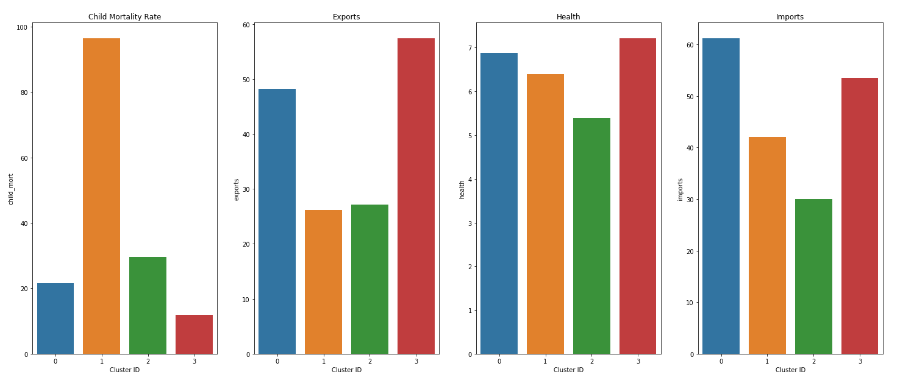 Child Mortality Rate
100
80
60
40
20
0
child_mort
0 1 2 3
Cluster ID
Exports
60
50
40
30
20
10
0
exports
0 1 2 3
Cluster ID
Health
7
6
5
4
3
2
1
0
health
0 1 2 3
Cluster ID
Imports
60
50
40
30
20
10
0
imports
0 1 2 3
Cluster ID